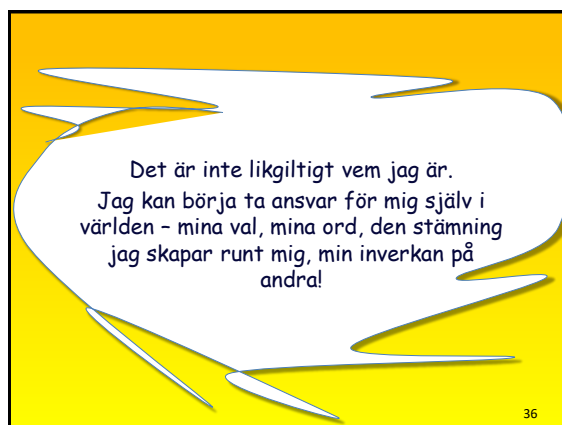 Det är inte likgiltigt vem jag är.
Jag kan börja ta ansvar för mig själv i
världen – mina val, mina ord, den stämning
jag skapar runt mig, min inverkan på
andra!
36